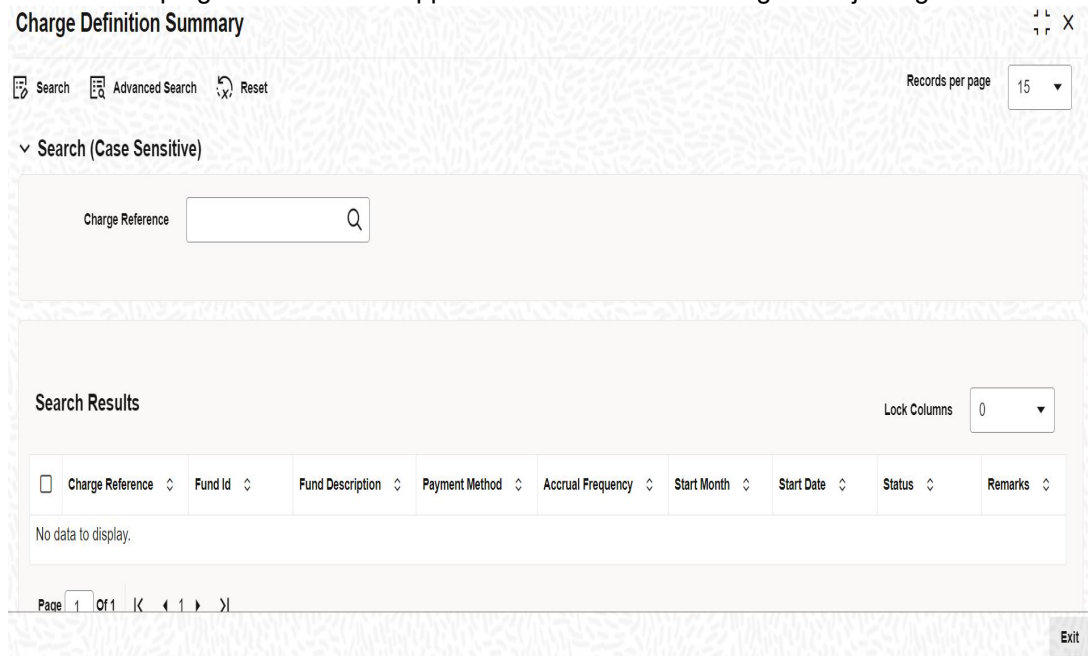 Charge Definition Summary
Search Advanced Search Reset Records per page 15
Search (Case Sensitive)
Charge Reference
Search Results Lock Columns 0
Charge Reference Fund Id Fund Description Payment Method Accrual Frequency Start Month Start Date Status Remarks
No data to display.
Page 1 Of 1 1
Exit